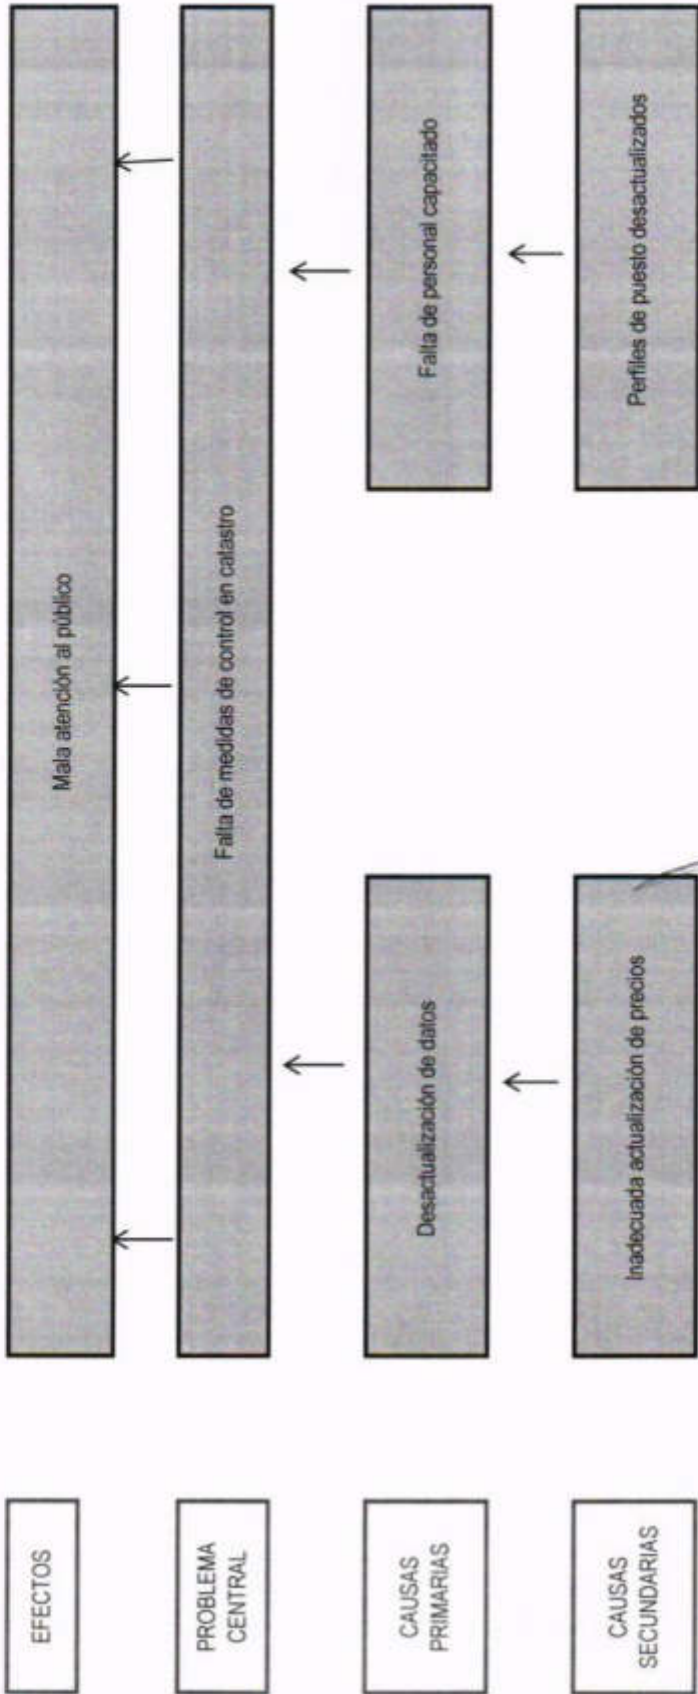 EFECTOS
Mala atención al público
PROBLEMA
CENTRAL
Falta de medidas de control en catastro
CAUSAS
PRIMARIAS
Desactualización de datos
Falta de personal capacitado
CAUSAS
SECUNDARIAS
Inadecuada actualización de precios
Perfiles de puesto desactualizados